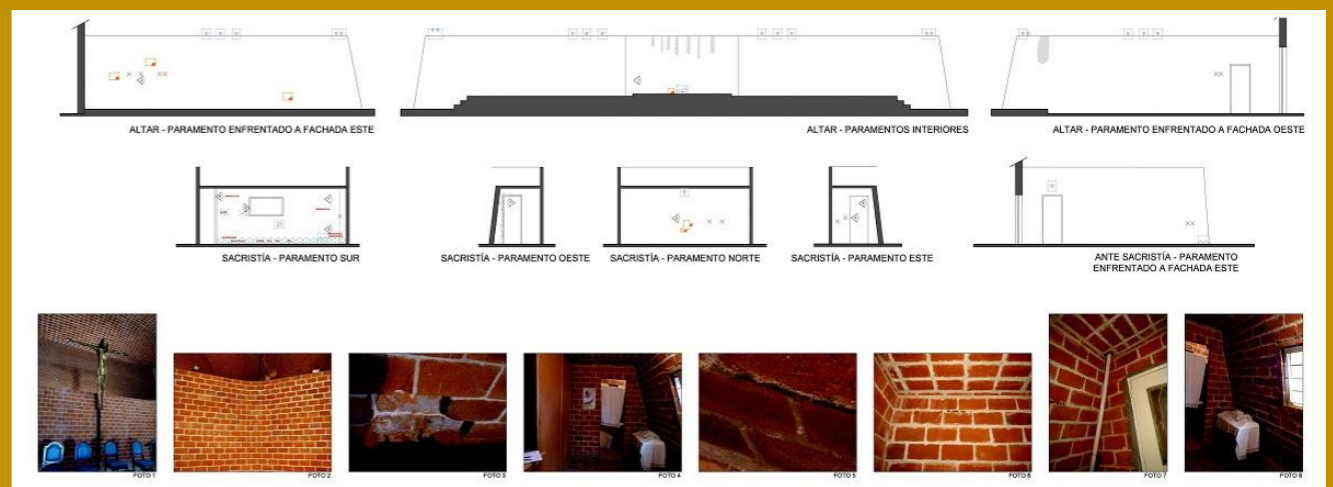 ALTAR - PARAMENTO ENFRENTADO A FACHADA ESTE
ALTAR - PARAMENTOS INTERIORES
ALTAR - PARAMENTO ENFRENTADO A FACHADA OESTE
SACRISTÍA - PARAMENTO SUR
SACRISTÍA - PARAMENTO OESTE
SACRISTÍA - PARAMENTO NORTE
SACRISTÍA - PARAMENTO ESTE
ANTE SACRISTÍA - PARAMENTO
ENFRENTADO A FACHADA ESTE
FOTO 1
FOTO 2
FOTO 3
FOTO 4
FOTO 5
FOTO 6
FOTO 7
FOTO 8